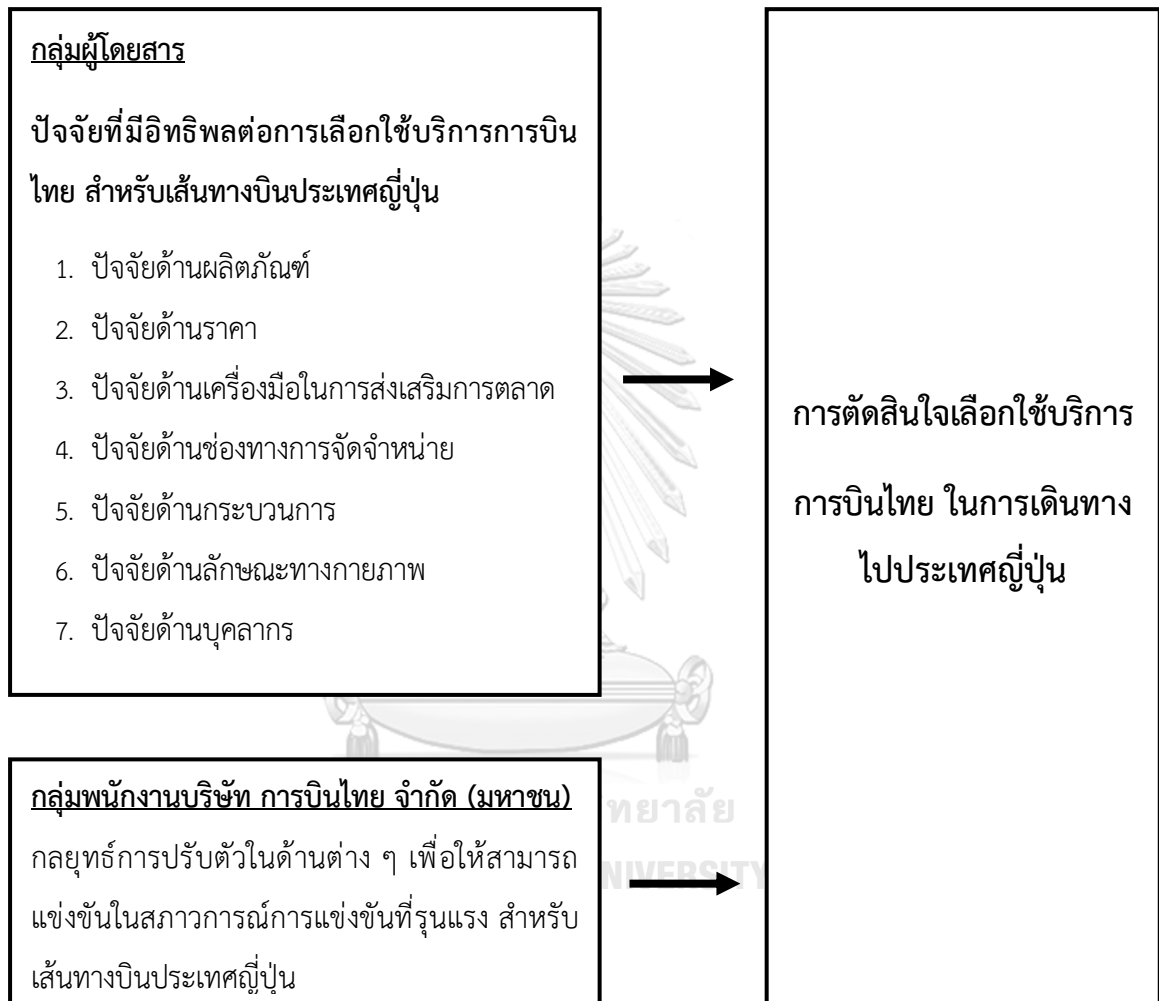 กลุ่มผู้โดยสาร
ปัจจัยที่มีอิทธิพลต่อการเลือกใช้บริการการบิน
ไทย สำหรับเส้นทางบินประเทศญี่ปุ่น
1. ปัจจัยด้านผลิตภัณฑ์
2. ปัจจัยด้านราคา
3. ปัจจัยด้านเครื่องมือในการส่งเสริมการตลาด
4. ปัจจัยด้านช่องทางการจัดจำหน่าย
5. ปัจจัยด้านกระบวนการ
6. ปัจจัยด้านลักษณะทางกายภาพ
7. ปัจจัยด้านบุคลากร
กลุ่มพนักงานบริษัท การบินไทย จำกัด (มหาชน)
กลยุทธ์การปรับตัวในด้านต่าง ๆ เพื่อให้สามารถ
แข่งขันในสภาวการณ์การแข่งขันที่รุนแรง สำหรับ
เส้นทางบินประเทศญี่ปุ่น
การตัดสินใจเลือกใช้บริการ
การบินไทย ในการเดินทาง
ไปประเทศญี่ปุ่น
ทยาลัย
NIVERSITY